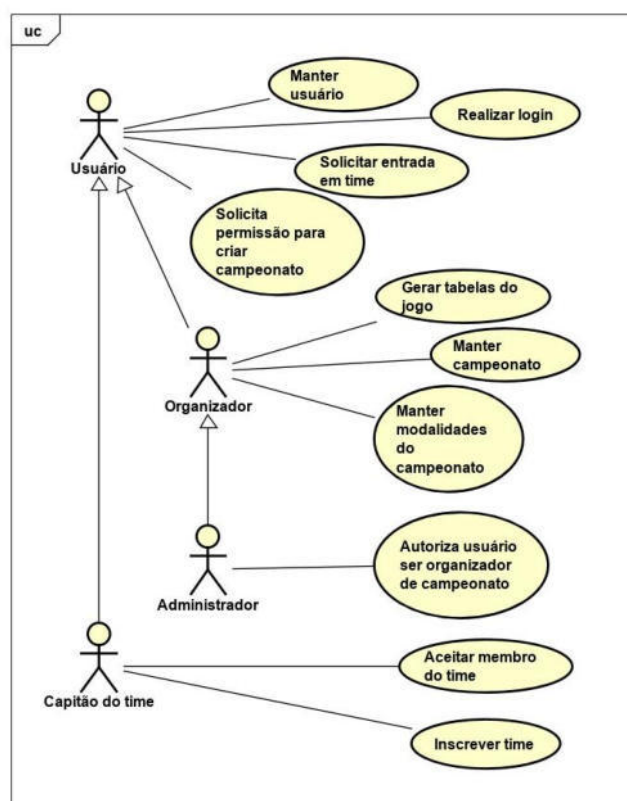 uc
Manter
usuário
Realizar login
Usuário
Solicitar entrada
em time
Solicita
permissão para
criar
campeonato
Gerar tabelas do
jogo
Manter
campeonato
Organizador
Manter
modalidades
do
campeonato
Autoriza usuário
ser organizador
de campeonato
Administrador
Aceitar membro
do time
Capitão do time
Inscrever time